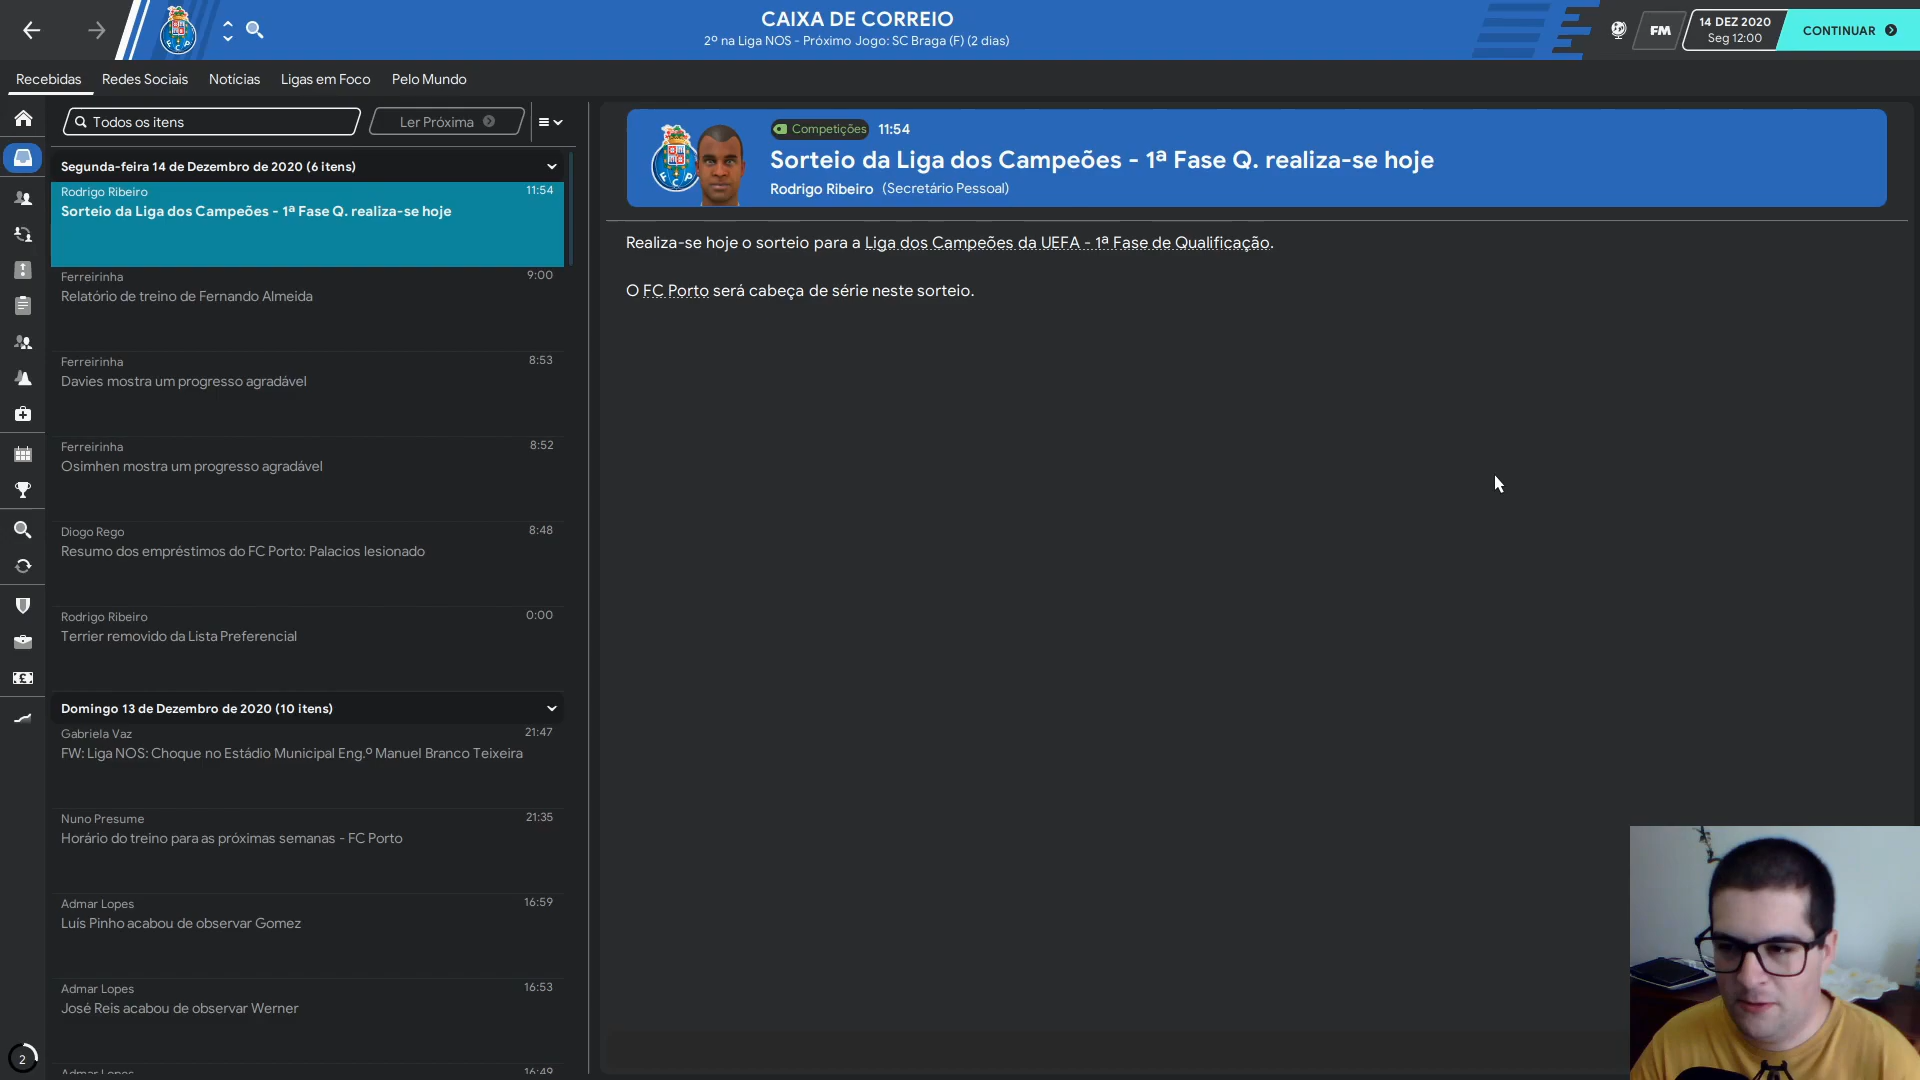 CAIXA DE CORREIO
2º na Liga NOS - Próximo Jogo: SC Braga (F) (2 dias)
FM
14 DEZ 2020
Seg 12:00
CONTINUAR
Recebidas
Redes Sociais
Notícias
Ligas em Foco
Pelo Mundo
Todos os itens
Ler Próxima
Segunda-feira 14 de Dezembro de 2020 (6 itens)
Rodrigo Ribeiro 11:54
Sorteio da Liga dos Campeões - 1ª Fase Q. realiza-se hoje
Ferreirinha 9:00
Relatório de treino de Fernando Almeida
Ferreirinha 8:53
Davies mostra um progresso agradável
Ferreirinha 8:52
Osimhen mostra um progresso agradável
Diogo Rego 8:48
Resumo dos empréstimos do FC Porto: Palacios lesionado
Rodrigo Ribeiro 0:00
Terrier removido da Lista Preferencial
Domingo 13 de Dezembro de 2020 (10 itens)
Gabriela Vaz 21:47
FW: Liga NOS: Choque no Estádio Municipal Eng.º Manuel Branco Teixeira
Nuno Presume 21:35
Horário do treino para as próximas semanas - FC Porto
Admar Lopes 16:59
Luís Pinho acabou de observar Gomez
Admar Lopes 16:53
José Reis acabou de observar Werner
Admar Lopes 16:49
2
Competições 11:54
Sorteio da Liga dos Campeões - 1ª Fase Q. realiza-se hoje
Rodrigo Ribeiro (Secretário Pessoal)
Realiza-se hoje o sorteio para a Liga dos Campeões da UEFA - 1ª Fase de Qualificação.
O FC Porto será cabeça de série neste sorteio.